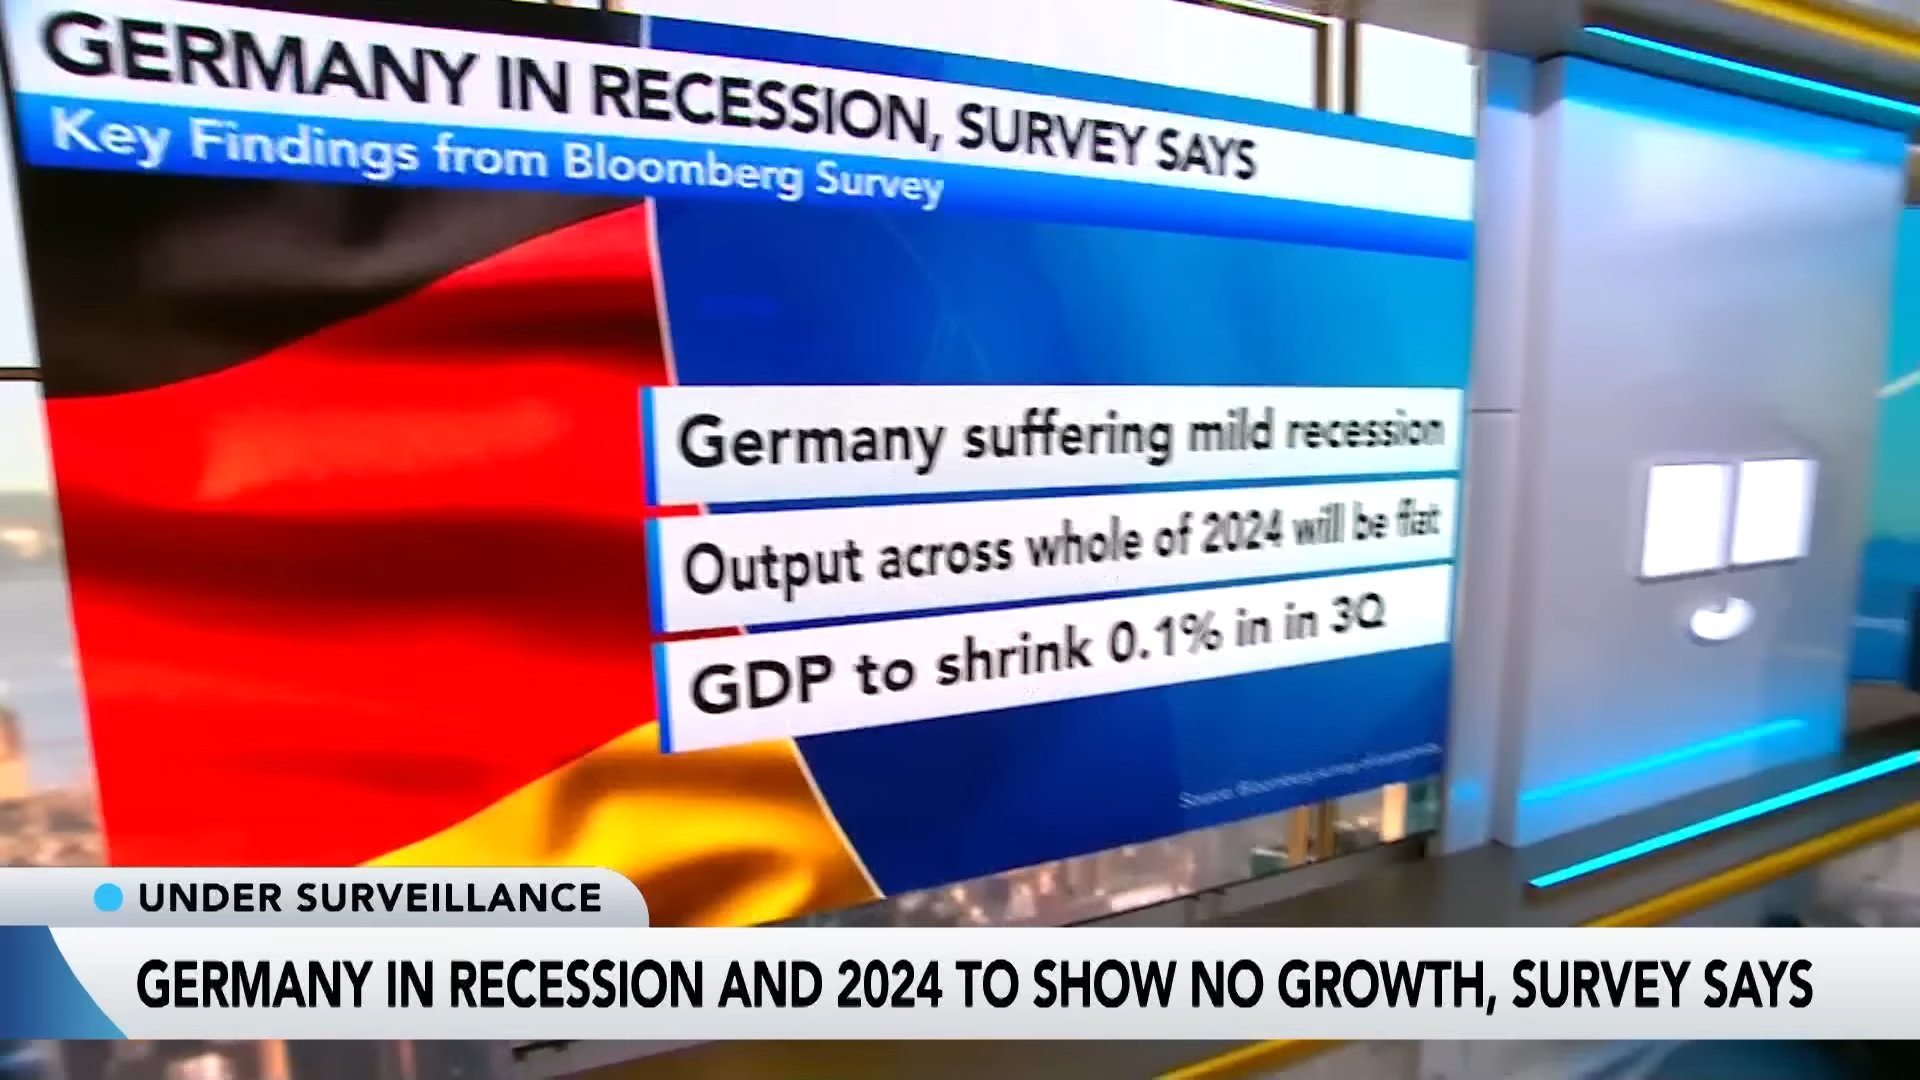 GERMANY IN RECESSION, SURVEY SAYS
Key Findings from Bloomberg Survey
Germany suffering mild recession
Output across whole of 2024 will be flat
GDP to shrink 0.1% in in 3Q
UNDER SURVEILLANCE
GERMANY IN RECESSION AND 2024 TO SHOW NO GROWTH, SURVEY SAYS